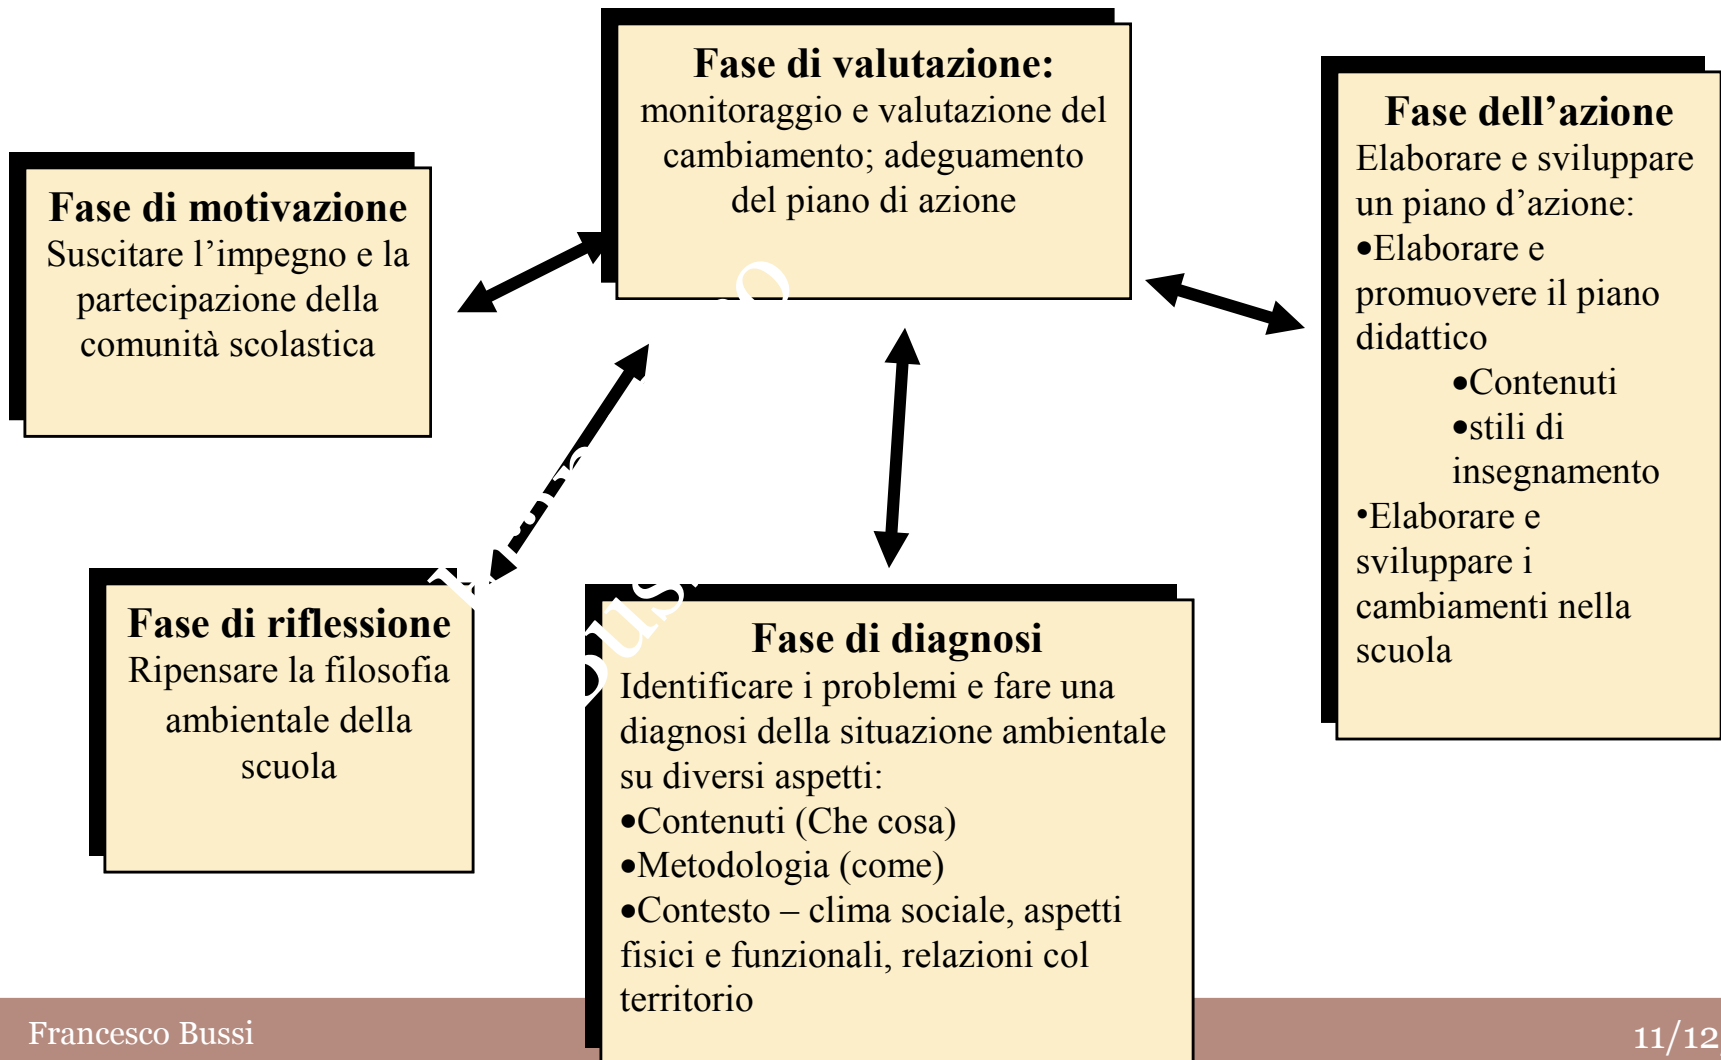 Fase di valutazione:
monitoraggio e valutazione del
cambiamento; adeguamento
del piano di azione
Fase di motivazione
Suscitare l’impegno e la
partecipazione della
comunità scolastica
Fase dell’azione
Elaborare e sviluppare
un piano d’azione:
•Elaborare e
promuovere il piano
didattico
•Contenuti
•stili di
insegnamento
•Elaborare e
sviluppare i
cambiamenti nella
scuola
Fase di riflessione
Ripensare la filosofia
ambientale della
scuola
Fase di diagnosi
Identificare i problemi e fare una
diagnosi della situazione ambientale
su diversi aspetti:
•Contenuti (Che cosa)
•Metodologia (come)
•Contesto – clima sociale, aspetti
fisici e funzionali, relazioni col
territorio
Francesco Bussi
11/12